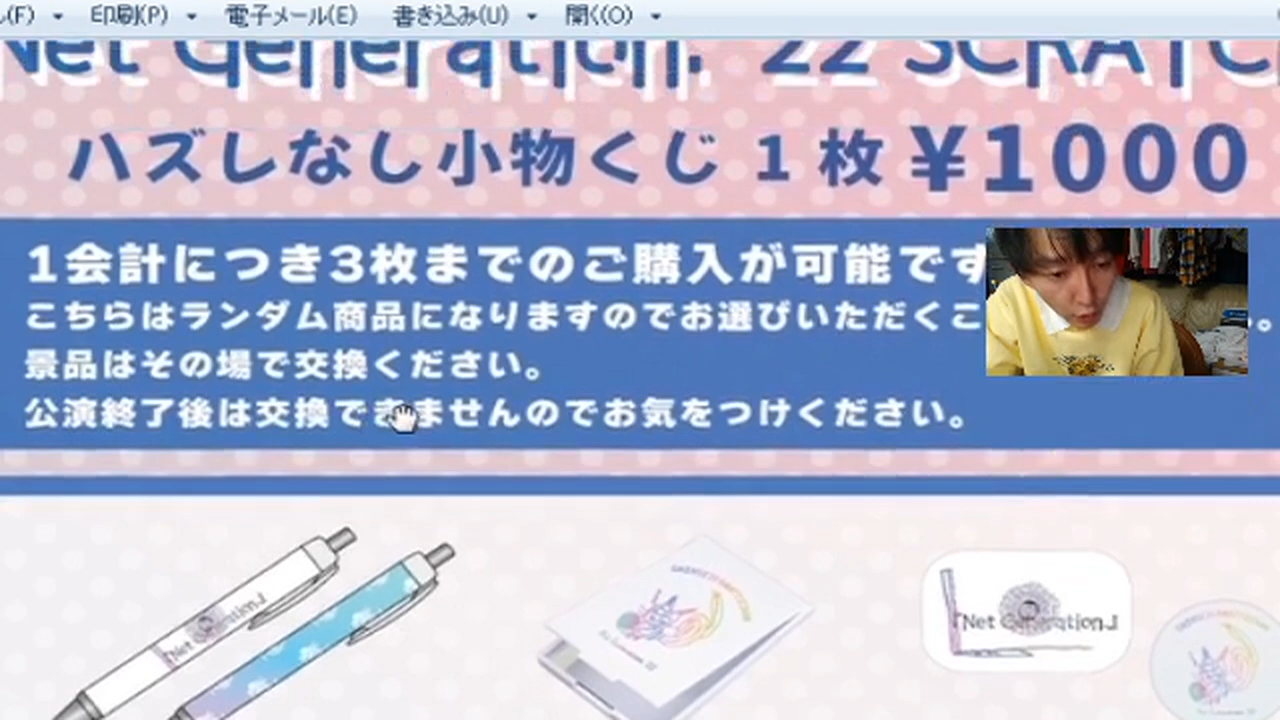 (F) 印刷(P) 電子メール(E) 書き込み(U) 開く(O)
Net Generation. '22 SCRATCH
ハズレなし小物くじ 1 枚 ¥1000
1会計につき3枚までのご購入が可能です
こちらはランダム商品になりますのでお選びいただくこ 。
景品はその場で交換ください。
公演終了後は交換できませんのでお気をつけください。
『Net Generation』
『Net Generation』